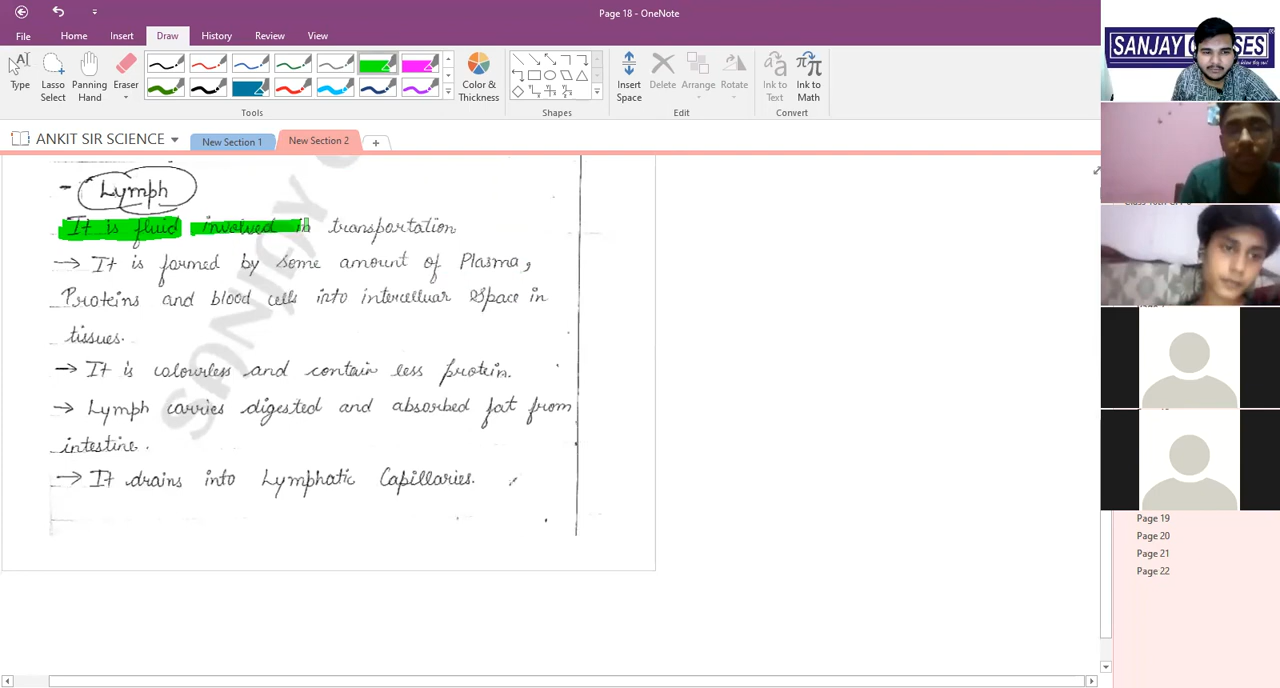 Page 18 - OneNote
SANJAY C SES
File Home Insert Draw History Review View
Type Lasso Select Panning Hand Eraser Color & Thickness Insert Space Delete Arrange Rotate Ink to Text Ink to Math
Tools Shapes Edit Convert
ANKIT SIR SCIENCE New Section 1 New Section 2 +
- Lymph
It is fluid involved in transportation
→ It is formed by some amount of Plasma,
Proteins and blood cells into intercelluar Space in
tissues.
→ It is colourless and contain less protein.
→ Lymph carries digested and absorbed fat from
intestine.
→ It drains into Lymphatic Capillaries.
SANJAY
Page 19
Page 20
Page 21
Page 22